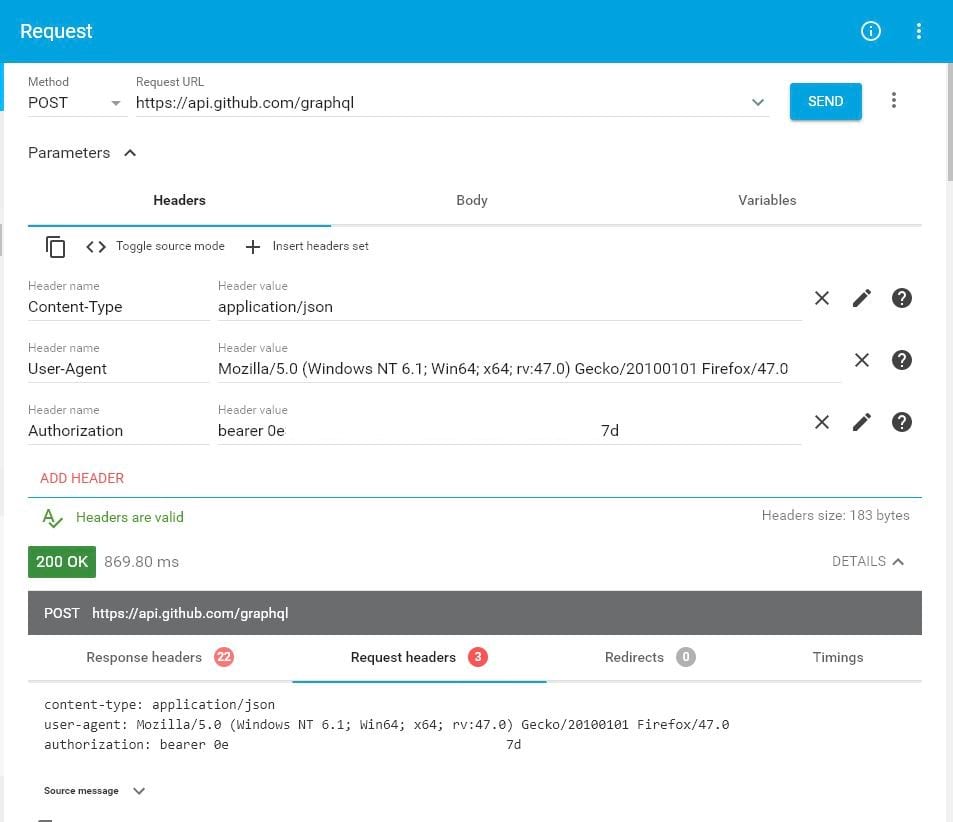 Request
Method
POST
Request URL
https://api.github.com/graphql
SEND
Parameters
Headers
Body
Variables
Toggle source mode
Insert headers set
Header name
Content-Type
Header value
application/json
Header name
User-Agent
Header value
Mozilla/5.0 (Windows NT 6.1; Win64; x64; rv:47.0) Gecko/20100101 Firefox/47.0
Header name
Authorization
Header value
bearer 0e 7d
ADD HEADER
Headers are valid
Headers size: 183 bytes
200 OK 869.80 ms
DETAILS
POST https://api.github.com/graphql
Response headers 22
Request headers 3
Redirects 0
Timings
content-type: application/json
user-agent: Mozilla/5.0 (Windows NT 6.1; Win64; x64; rv:47.0) Gecko/20100101 Firefox/47.0
authorization: bearer 0e 7d
Source message